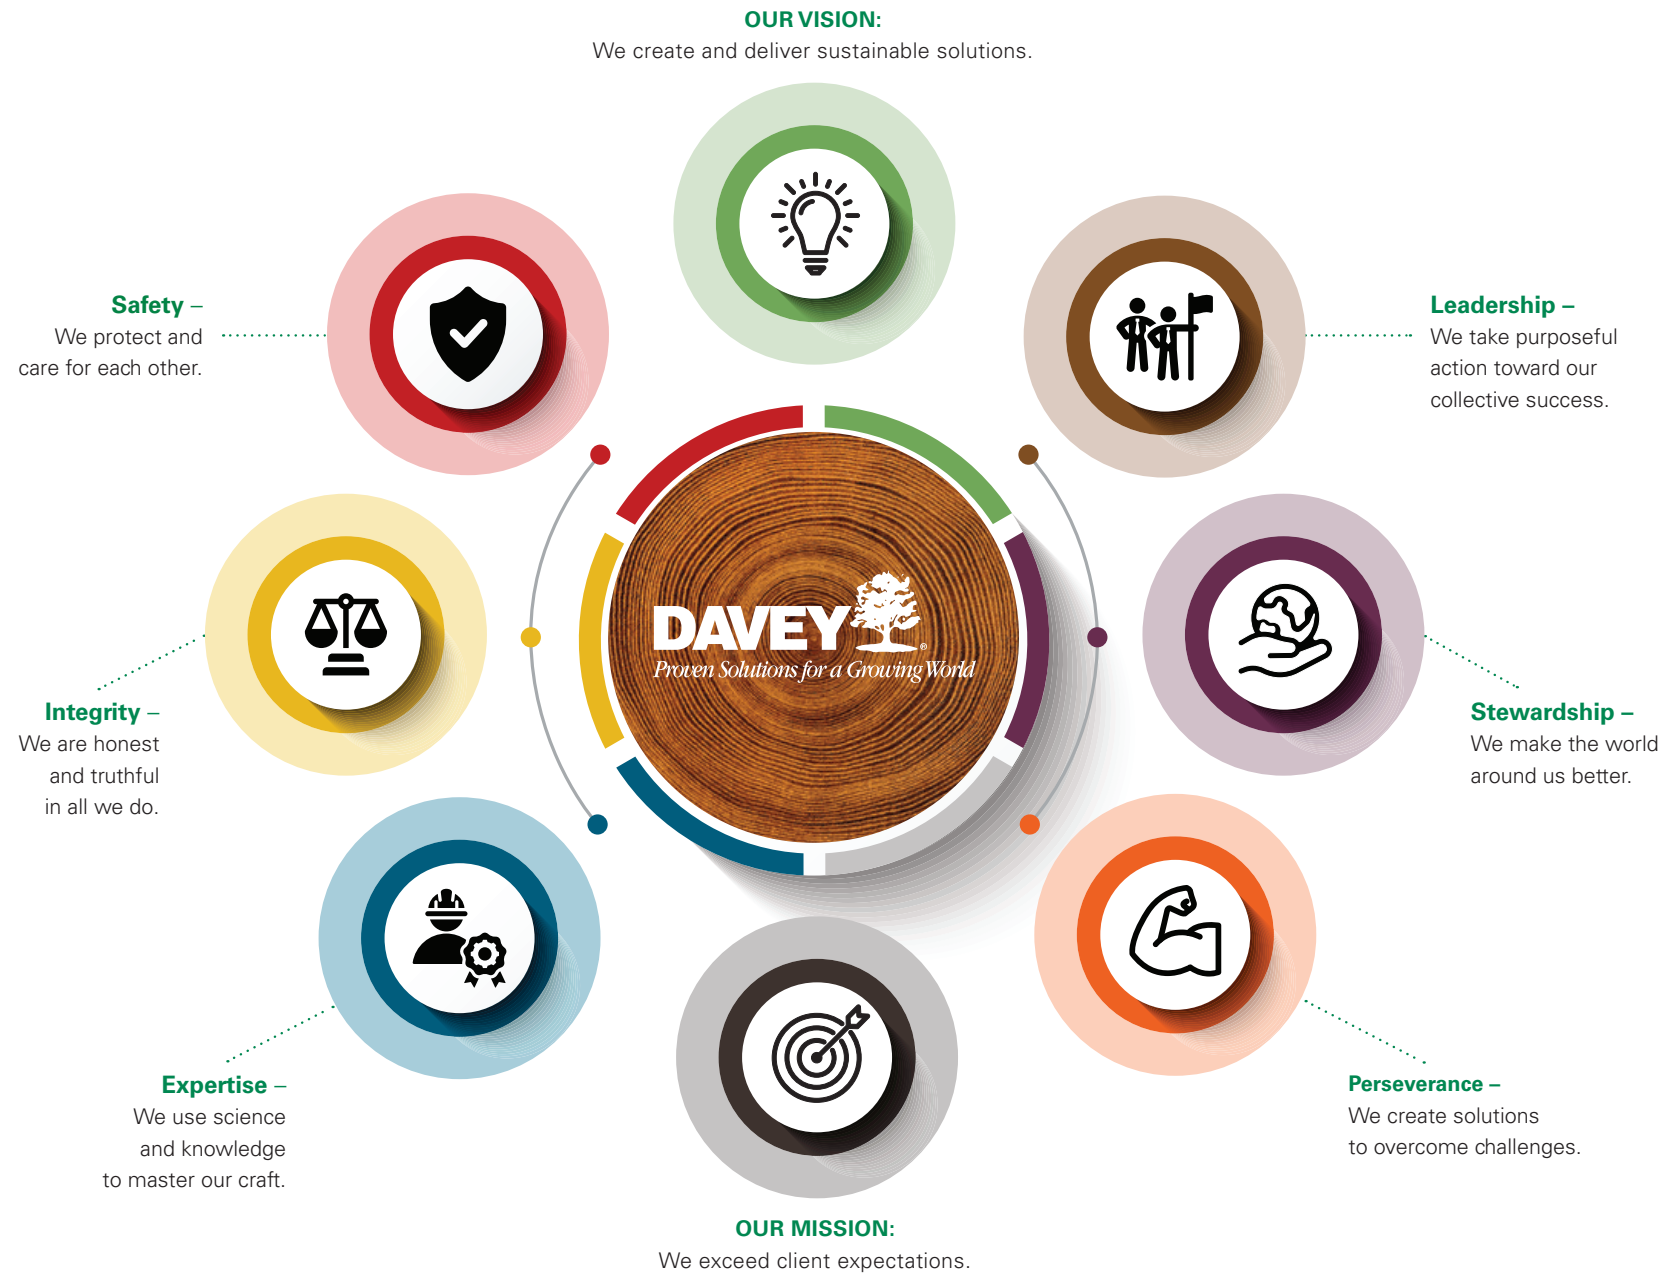 OUR VISION:
We create and deliver sustainable solutions.
Safety –
We protect and
care for each other.
Leadership –
We take purposeful
action toward our
collective success.
DAVEY
®
Proven Solutions for a Growing World
Integrity –
We are honest
and truthful
in all we do.
Stewardship –
We make the world
around us better.
Expertise –
We use science
and knowledge
to master our craft.
Perseverance –
We create solutions
to overcome challenges.
OUR MISSION:
We exceed client expectations.